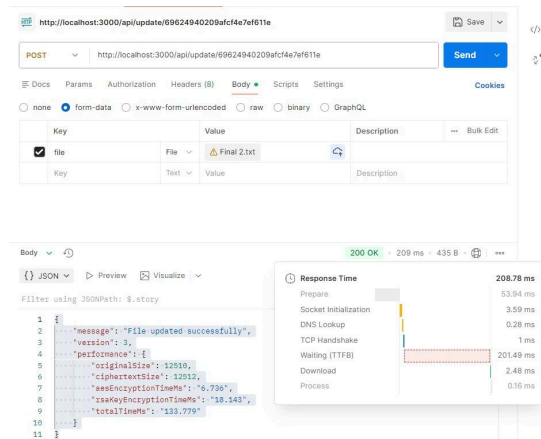 http://localhost:3000/api/update/69624940209afcf4e7ef611e
Save
POST http://localhost:3000/api/update/69624940209afcf4e7ef611e Send
Docs Params Authorization Headers (8) Body Scripts Settings Cookies
none form-data x-www-form-urlencoded raw binary GraphQL
Key Value Description Bulk Edit
file File Final 2.txt
Key Text Value Description
Body 200 OK 209 ms 435 B
{} JSON Preview Visualize
Filter using JSONPath: $.story
1 {
2 "message": "File updated successfully",
3 "version": 3,
4 "performance": {
5 "originalSize": 12510,
6 "ciphertextSize": 12512,
7 "aesEncryptionTimeMs": "6.736",
8 "rsaKeyEncryptionTimeMs": "18.143",
9 "totalTimeMs": "133.779"
10 }
11 }
Response Time 208.78 ms
Prepare 53.94 ms
Socket Initialization 3.59 ms
DNS Lookup 0.28 ms
TCP Handshake 1 ms
Waiting (TTFB) 201.49 ms
Download 2.48 ms
Process 0.16 ms